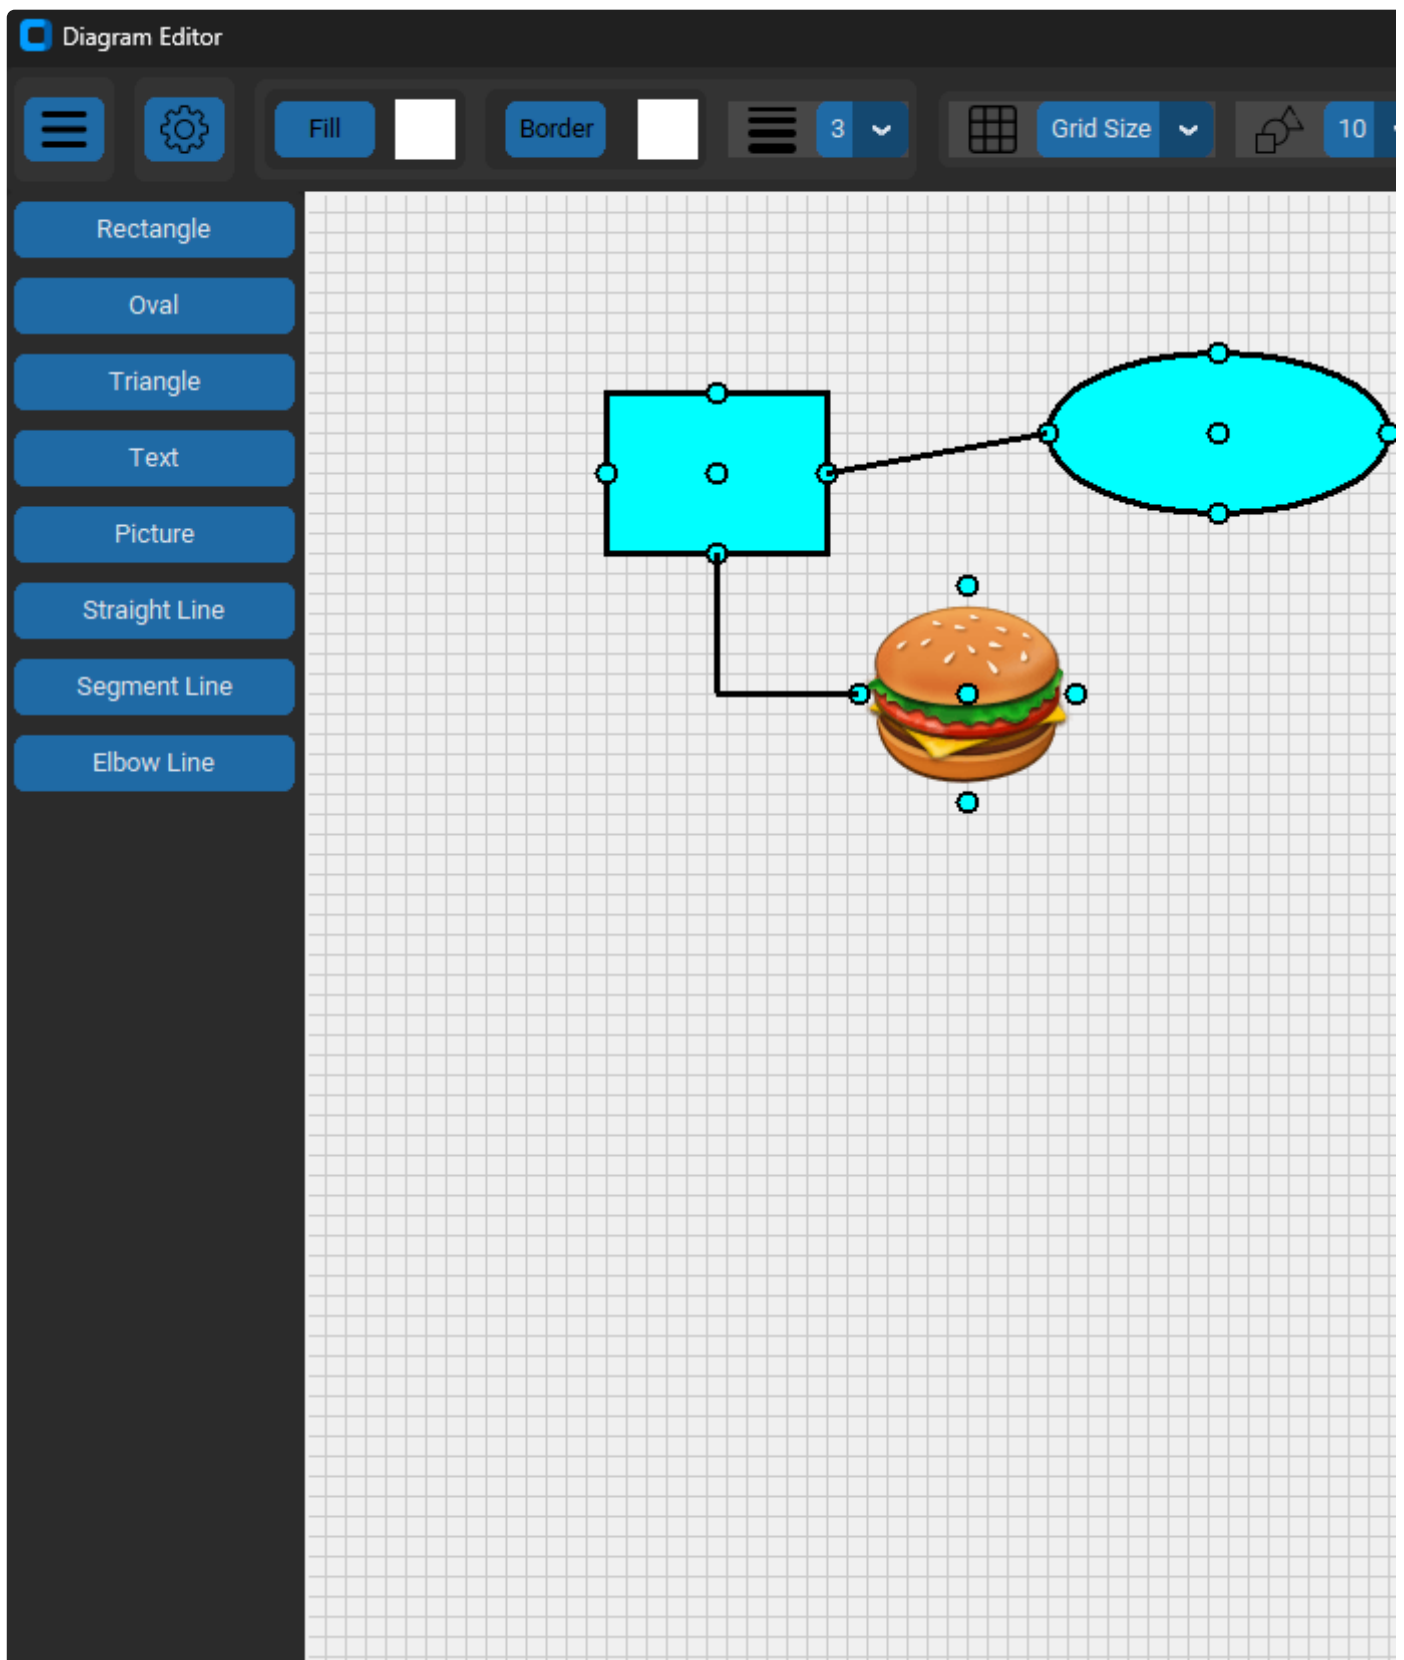 Diagram Editor
Fill
Border
3
Grid Size
10
Rectangle
Oval
Triangle
Text
Picture
Straight Line
Segment Line
Elbow Line